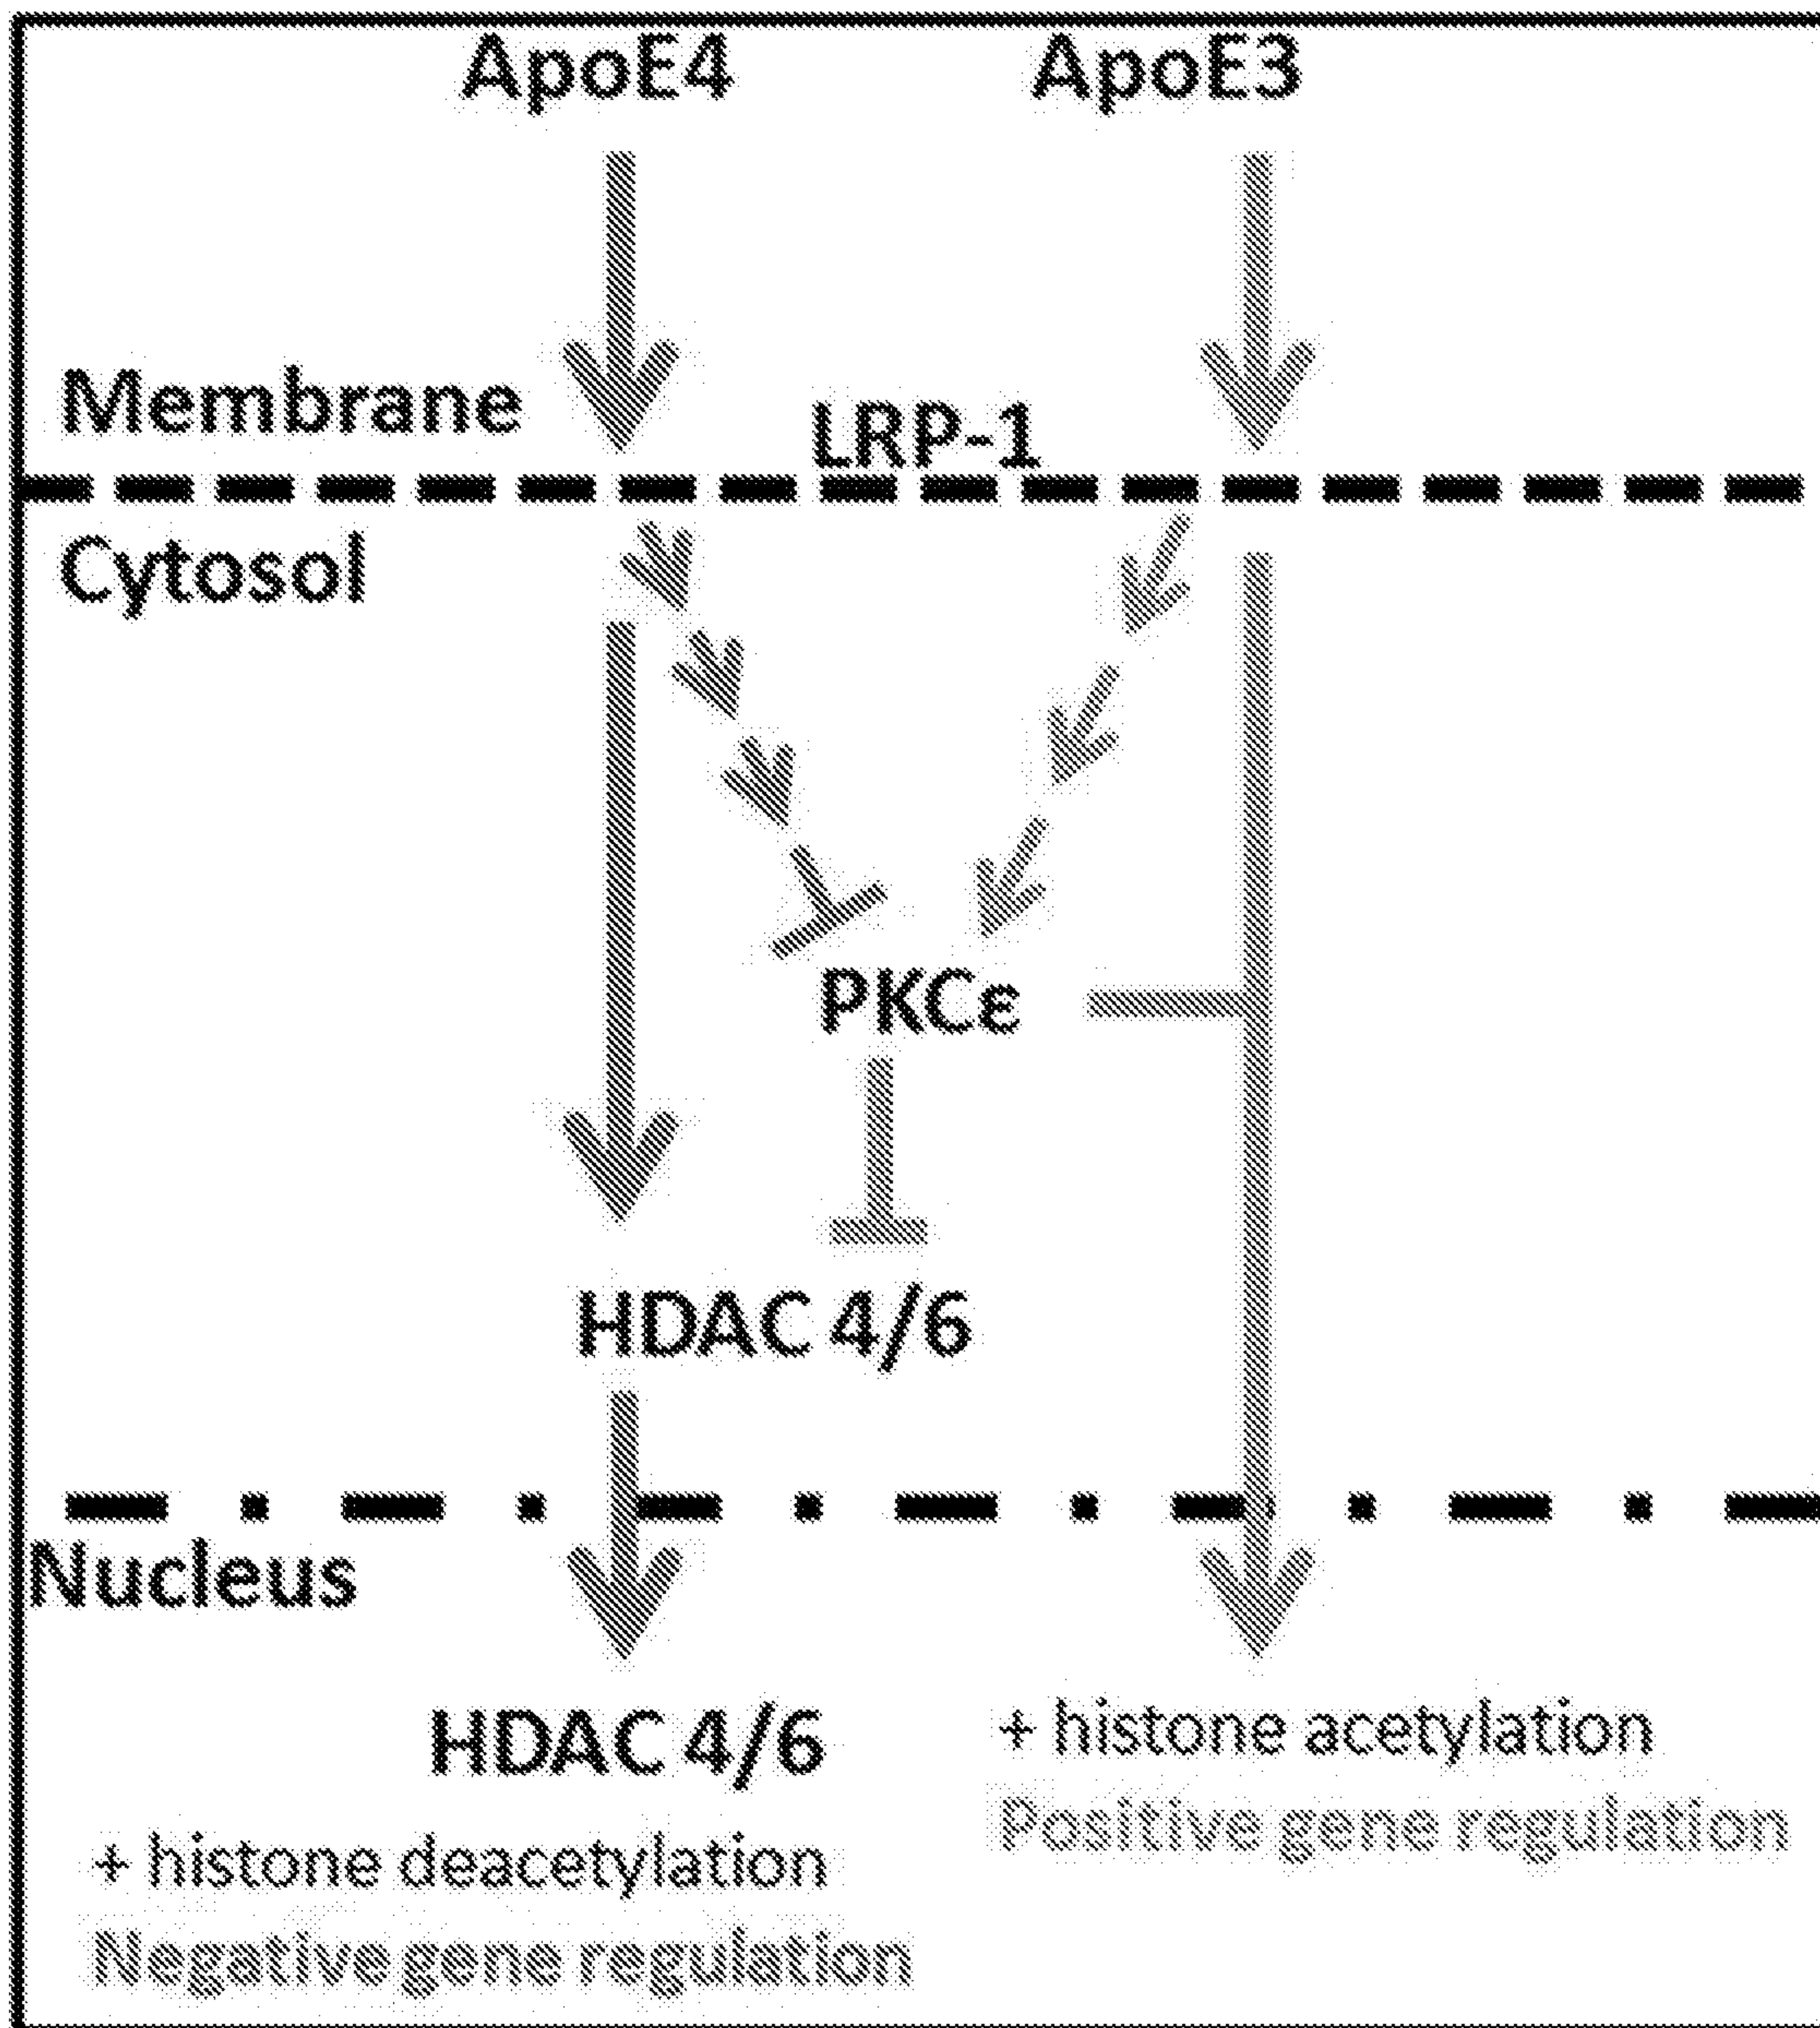 ApoE4 ApoE3
Membrane
LRP-1
Cytosol
PKCε
HDAC 4/6
Nucleus
HDAC 4/6
+ histone deacetylation
Negative gene regulation
+ histone acetylation
Positive gene regulation